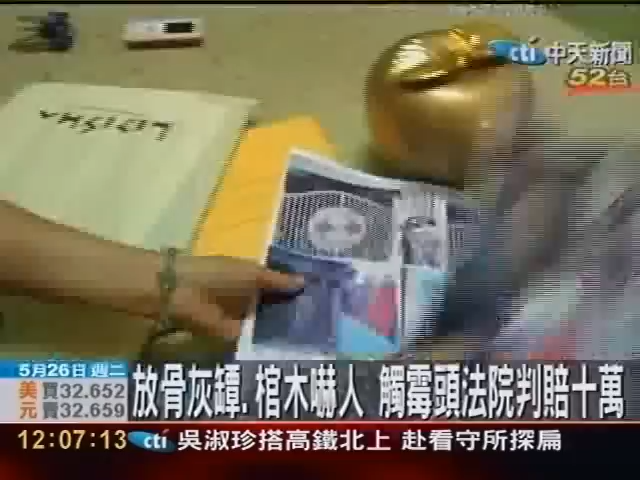 cti 中天新聞
52台
LOISHA
5月26日 週二
美元 買32.652
賣32.659
放骨灰罈.棺木嚇人 觸霉頭法院判賠十萬
12:07:13 cti 吳淑珍搭高鐵北上 赴看守所探扁